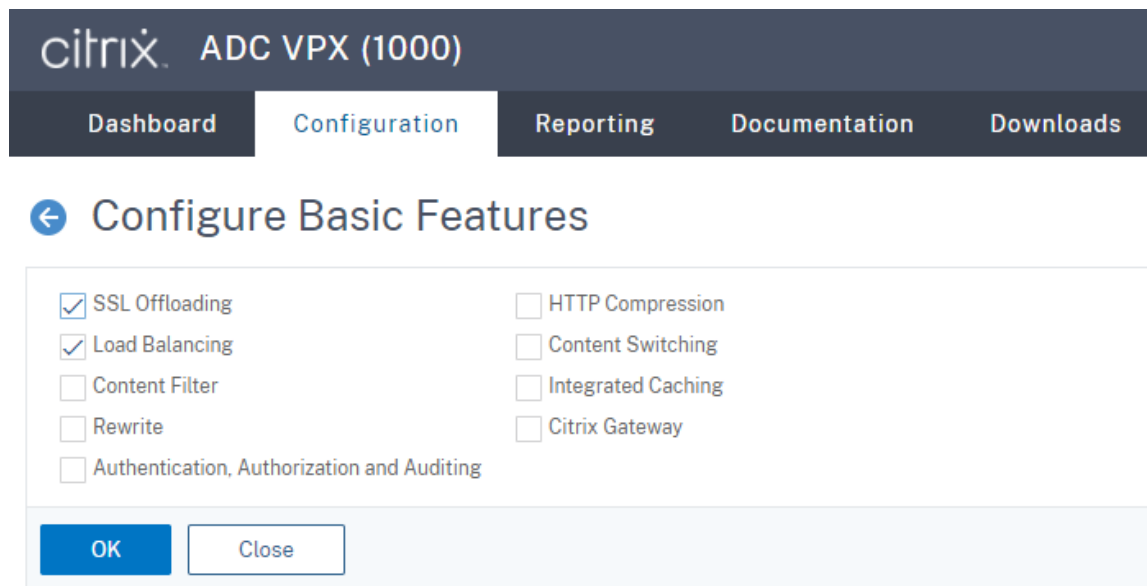 citrix. ADC VPX (1000)
Dashboard Configuration Reporting Documentation Downloads
Configure Basic Features
SSL Offloading HTTP Compression
Load Balancing Content Switching
Content Filter Integrated Caching
Rewrite Citrix Gateway
Authentication, Authorization and Auditing
OK Close